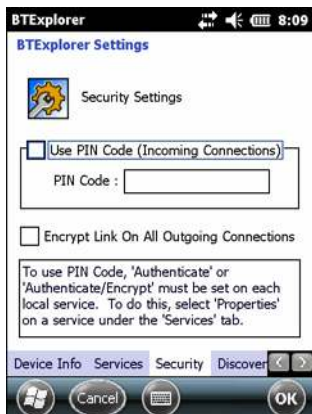 BTExplorer 8:09
BTExplorer Settings
Security Settings
Use PIN Code (Incoming Connections)
PIN Code :
Encrypt Link On All Outgoing Connections
To use PIN Code, 'Authenticate' or
'Authenticate/Encrypt' must be set on each
local service. To do this, select 'Properties'
on a service under the 'Services' tab.
Device Info Services Security Discover
Cancel OK